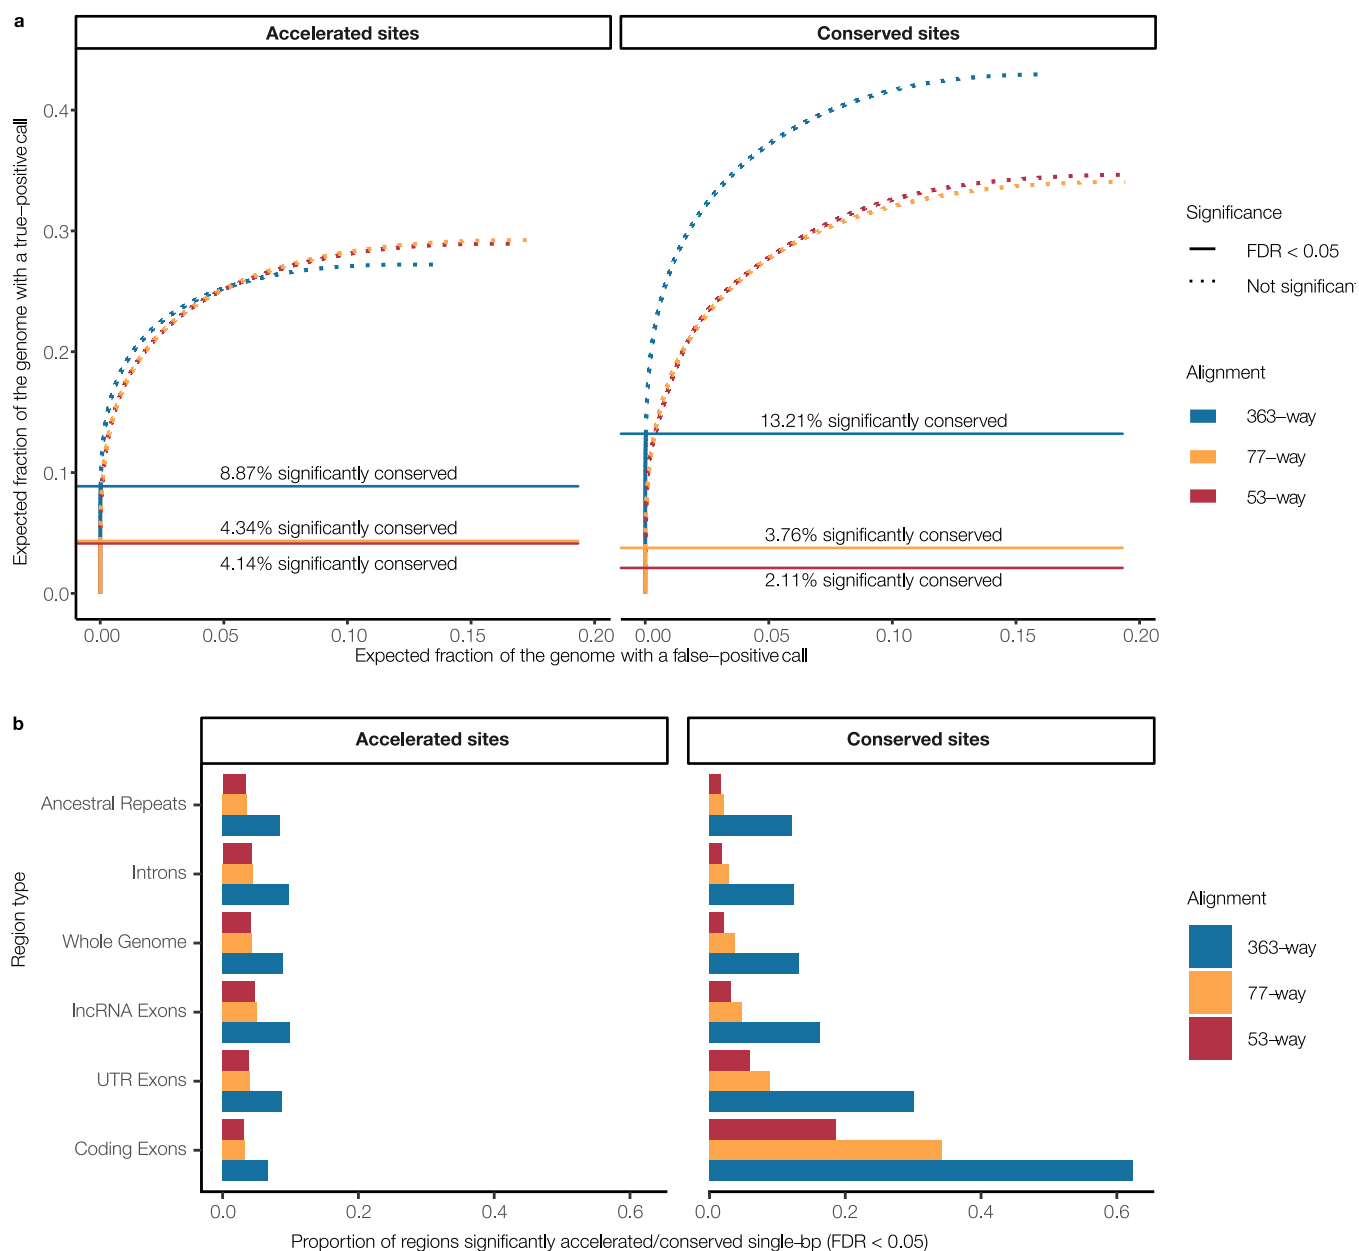 a
Accelerated sites
Conserved sites
Expected fraction of the genome with a true–positive call
0.4
0.3
0.2
0.1
0.0
8.87% significantly conserved
4.34% significantly conserved
4.14% significantly conserved
13.21% significantly conserved
3.76% significantly conserved
2.11% significantly conserved
0.00 0.05 0.10 0.15 0.20
0.00 0.05 0.10 0.15 0.20
Expected fraction of the genome with a false–positive call
Significance
FDR < 0.05
Not significant
Alignment
363–way
77–way
53–way
b
Accelerated sites
Conserved sites
Region type
Ancestral Repeats
Introns
Whole Genome
lncRNA Exons
UTR Exons
Coding Exons
0.0 0.2 0.4 0.6
0.0 0.2 0.4 0.6
Proportion of regions significantly accelerated/conserved single-bp (FDR < 0.05)
Alignment
363–way
77–way
53–way